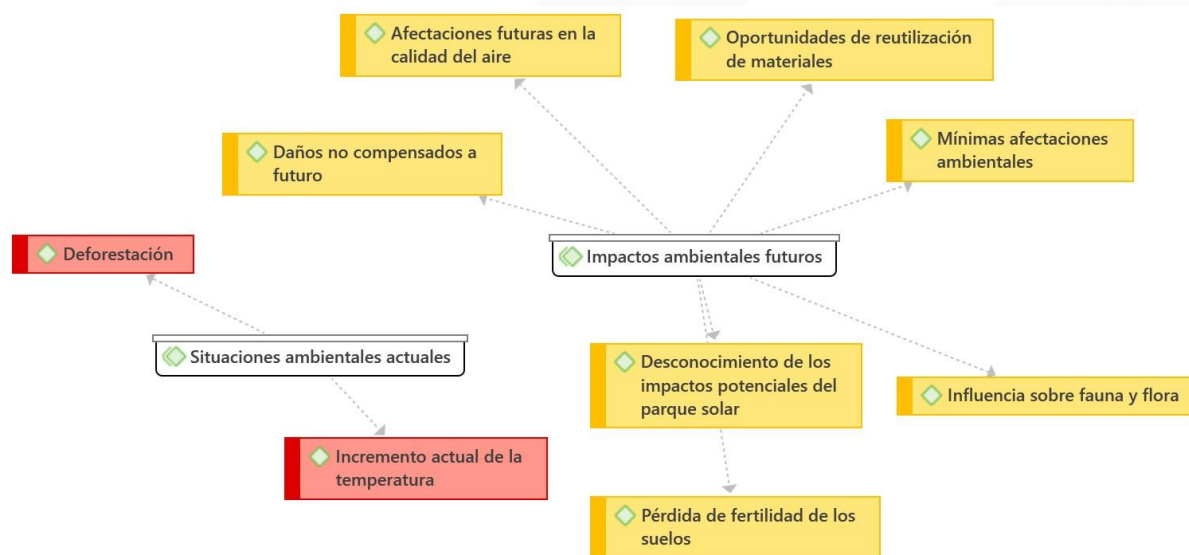 Afectaciones futuras en la
calidad del aire
Oportunidades de reutilización
de materiales
Daños no compensados a
futuro
Mínimas afectaciones
ambientales
Deforestación
Impactos ambientales futuros
Situaciones ambientales actuales
Desconocimiento de los
impactos potenciales del
parque solar
Influencia sobre fauna y flora
Incremento actual de la
temperatura
Pérdida de fertilidad de los
suelos